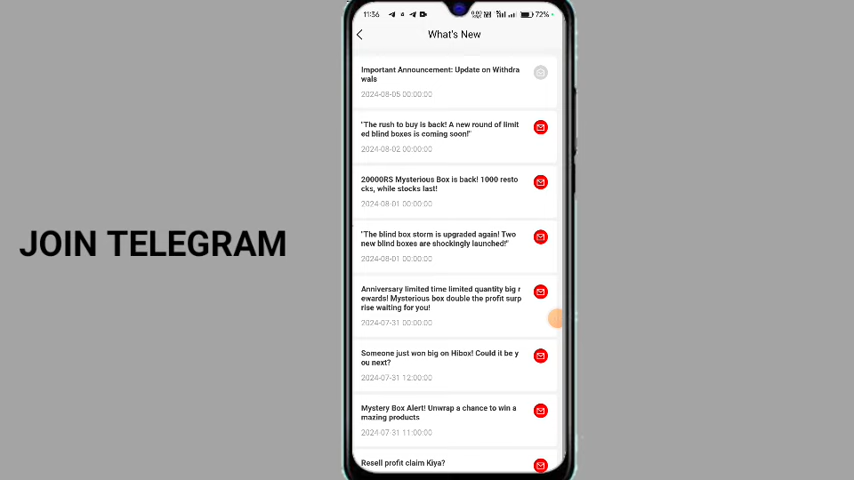 11:36
72%
What's New
Important Announcement: Update on Withdra
wals
2024-08-05 00:00:00
"The rush to buy is back! A new round of limit
ed blind boxes is coming soon!"
2024-08-02 00:00:00
20000RS Mysterious Box is back! 1000 resto
cks, while stocks last!
2024-08-01 00:00:00
"The blind box storm is upgraded again! Two
new blind boxes are shockingly launched!"
2024-08-01 00:00:00
JOIN TELEGRAM
Anniversary limited time limited quantity big r
ewards! Mysterious box double the profit surp
rise waiting for you!
2024-07-31 00:00:00
Someone just won big on Hibox! Could it be y
ou next?
2024-07-31 12:00:00
Mystery Box Alert! Unwrap a chance to win a
mazing products
2024-07-31 11:00:00
Resell profit claim Kiya?